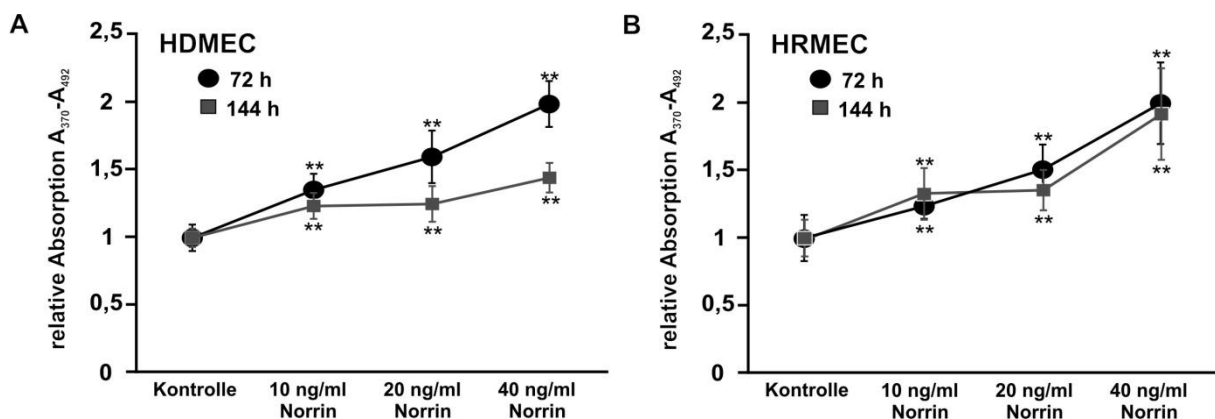 A
HDMEC
72 h
144 h
relative Absorption A370-A492
2,5
2
1,5
1
0,5
0
**
**
**
**
**
**
Kontrolle
10 ng/ml
Norrin
20 ng/ml
Norrin
40 ng/ml
Norrin
B
HRMEC
72 h
144 h
relative Absorption A370-A492
2,5
2
1,5
1
0,5
0
**
**
**
**
**
**
Kontrolle
10 ng/ml
Norrin
20 ng/ml
Norrin
40 ng/ml
Norrin